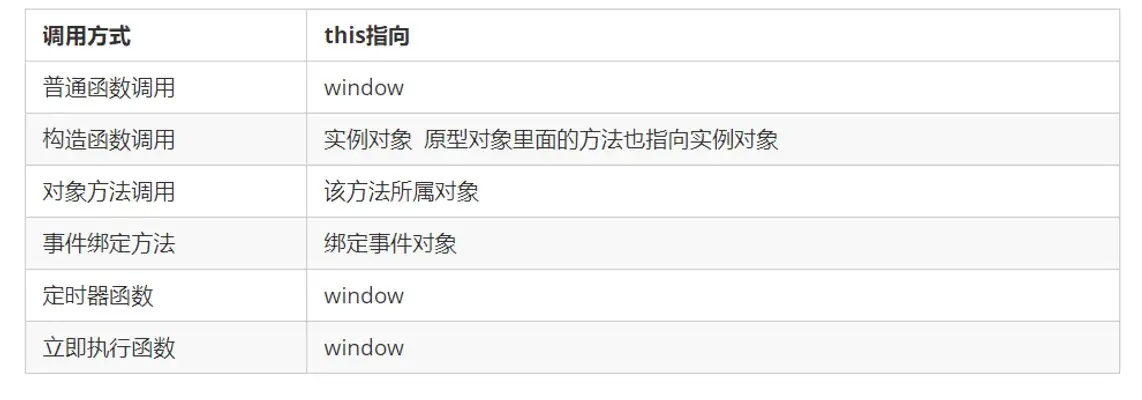 调用方式 this指向
普通函数调用 window
构造函数调用 实例对象 原型对象里面的方法也指向实例对象
对象方法调用 该方法所属对象
事件绑定方法 绑定事件对象
定时器函数 window
立即执行函数 window